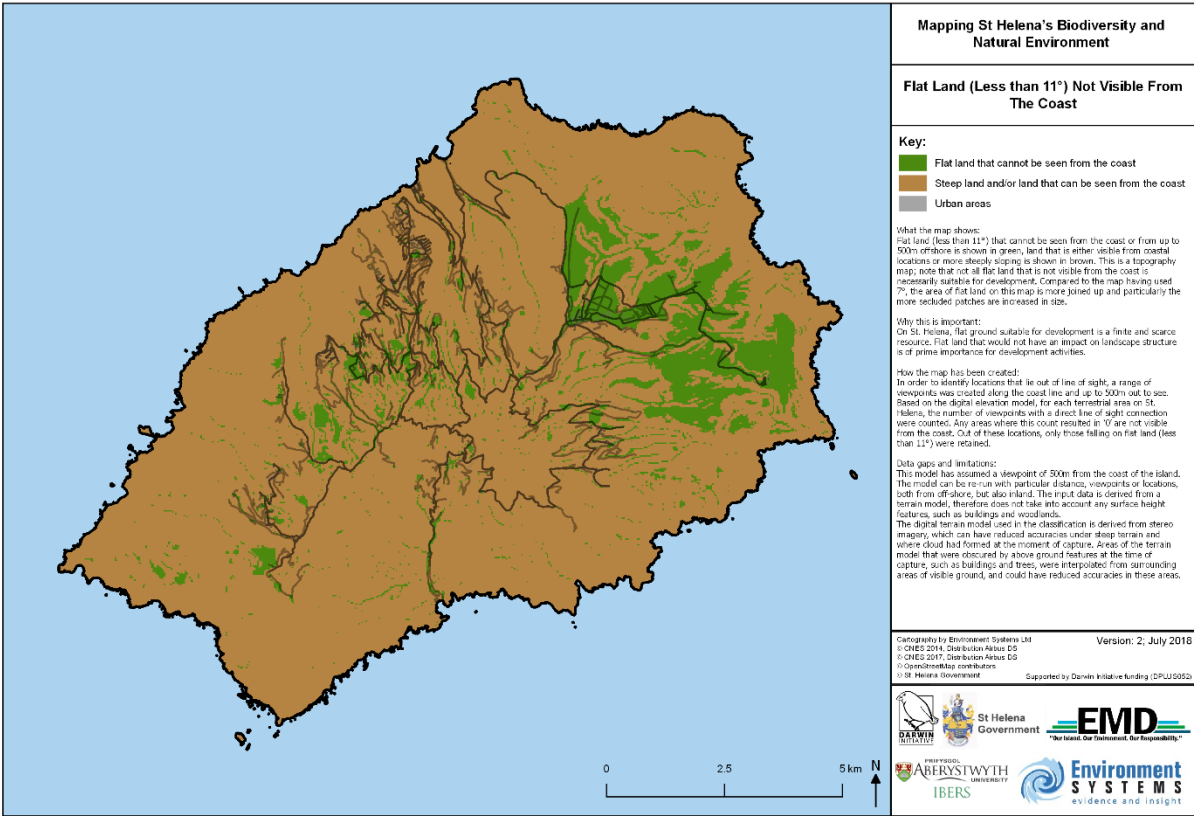 Mapping St Helena's Biodiversity and
Natural Environment
Flat Land (Less than 11°) Not Visible From
The Coast
Key:
Flat land that cannot be seen from the coast
Steep land and/or land that can be seen from the coast
Urban areas
What the map shows:
Flat land (less than 11°) that cannot be seen from the coast or from up to
500m offshore is shown in green, land that is either visible from coastal
locations or more steeply sloping is shown in brown. This is a topography
map; note that not all flat land that is not visible from the coast is
necessarily suitable for development. Compared to the map having used
7°, the area of flat land on this map is more joined up and particularly the
more secluded patches are increased in size.
Why this is important:
On St. Helena, flat ground suitable for development is a finite and scarce
resource. Flat land that would not have an impact on landscape structure
is of prime importance for development activities.
How the map has been created:
In order to identify locations that lie out of line of sight, a range of
viewpoints was created along the coast line and up to 500m out to see.
Based on the digital elevation model, for each terrestrial area on St.
Helena, the number of viewpoints with a direct line of sight connection
were counted. Any areas where this count resulted in '0' are not visible
from the coast. Out of these locations, only those falling on flat land (less
than 11°) were retained.
Data gaps and limitations:
This model has assumed a viewpoint of 500m from the coast of the island.
The model can be re-run with particular distance, viewpoints or locations,
both from off-shore, but also inland. The input data is derived from a
terrain model, therefore does not take into account any surface height
features, such as buildings and woodlands.
The digital terrain model used in the classification is derived from stereo
imagery, which can have reduced accuracies under steep terrain and
where cloud had formed at the moment of capture. Areas of the terrain
model that were obscured by above ground features at the time of
capture, such as buildings and trees, were interpolated from surrounding
areas of visible ground, and could have reduced accuracies in these areas.
Cartography by Environment Systems Ltd
© CNES 2014, Distribution Airbus DS
© CNES 2017, Distribution Airbus DS
© OpenStreetMap contributors
© St. Helena Government
Version: 2; July 2018
Supported by Darwin Initiative funding (DPLUS052)
DARWIN
INITIATIVE
St Helena
Government
EMD
"Our Island. Our Environment. Our Responsibility."
PRIFYSGOL
ABERYSTWYTH
UNIVERSITY
IBERS
Environment
SYSTEMS
evidence and insight
0 2.5 5 km N